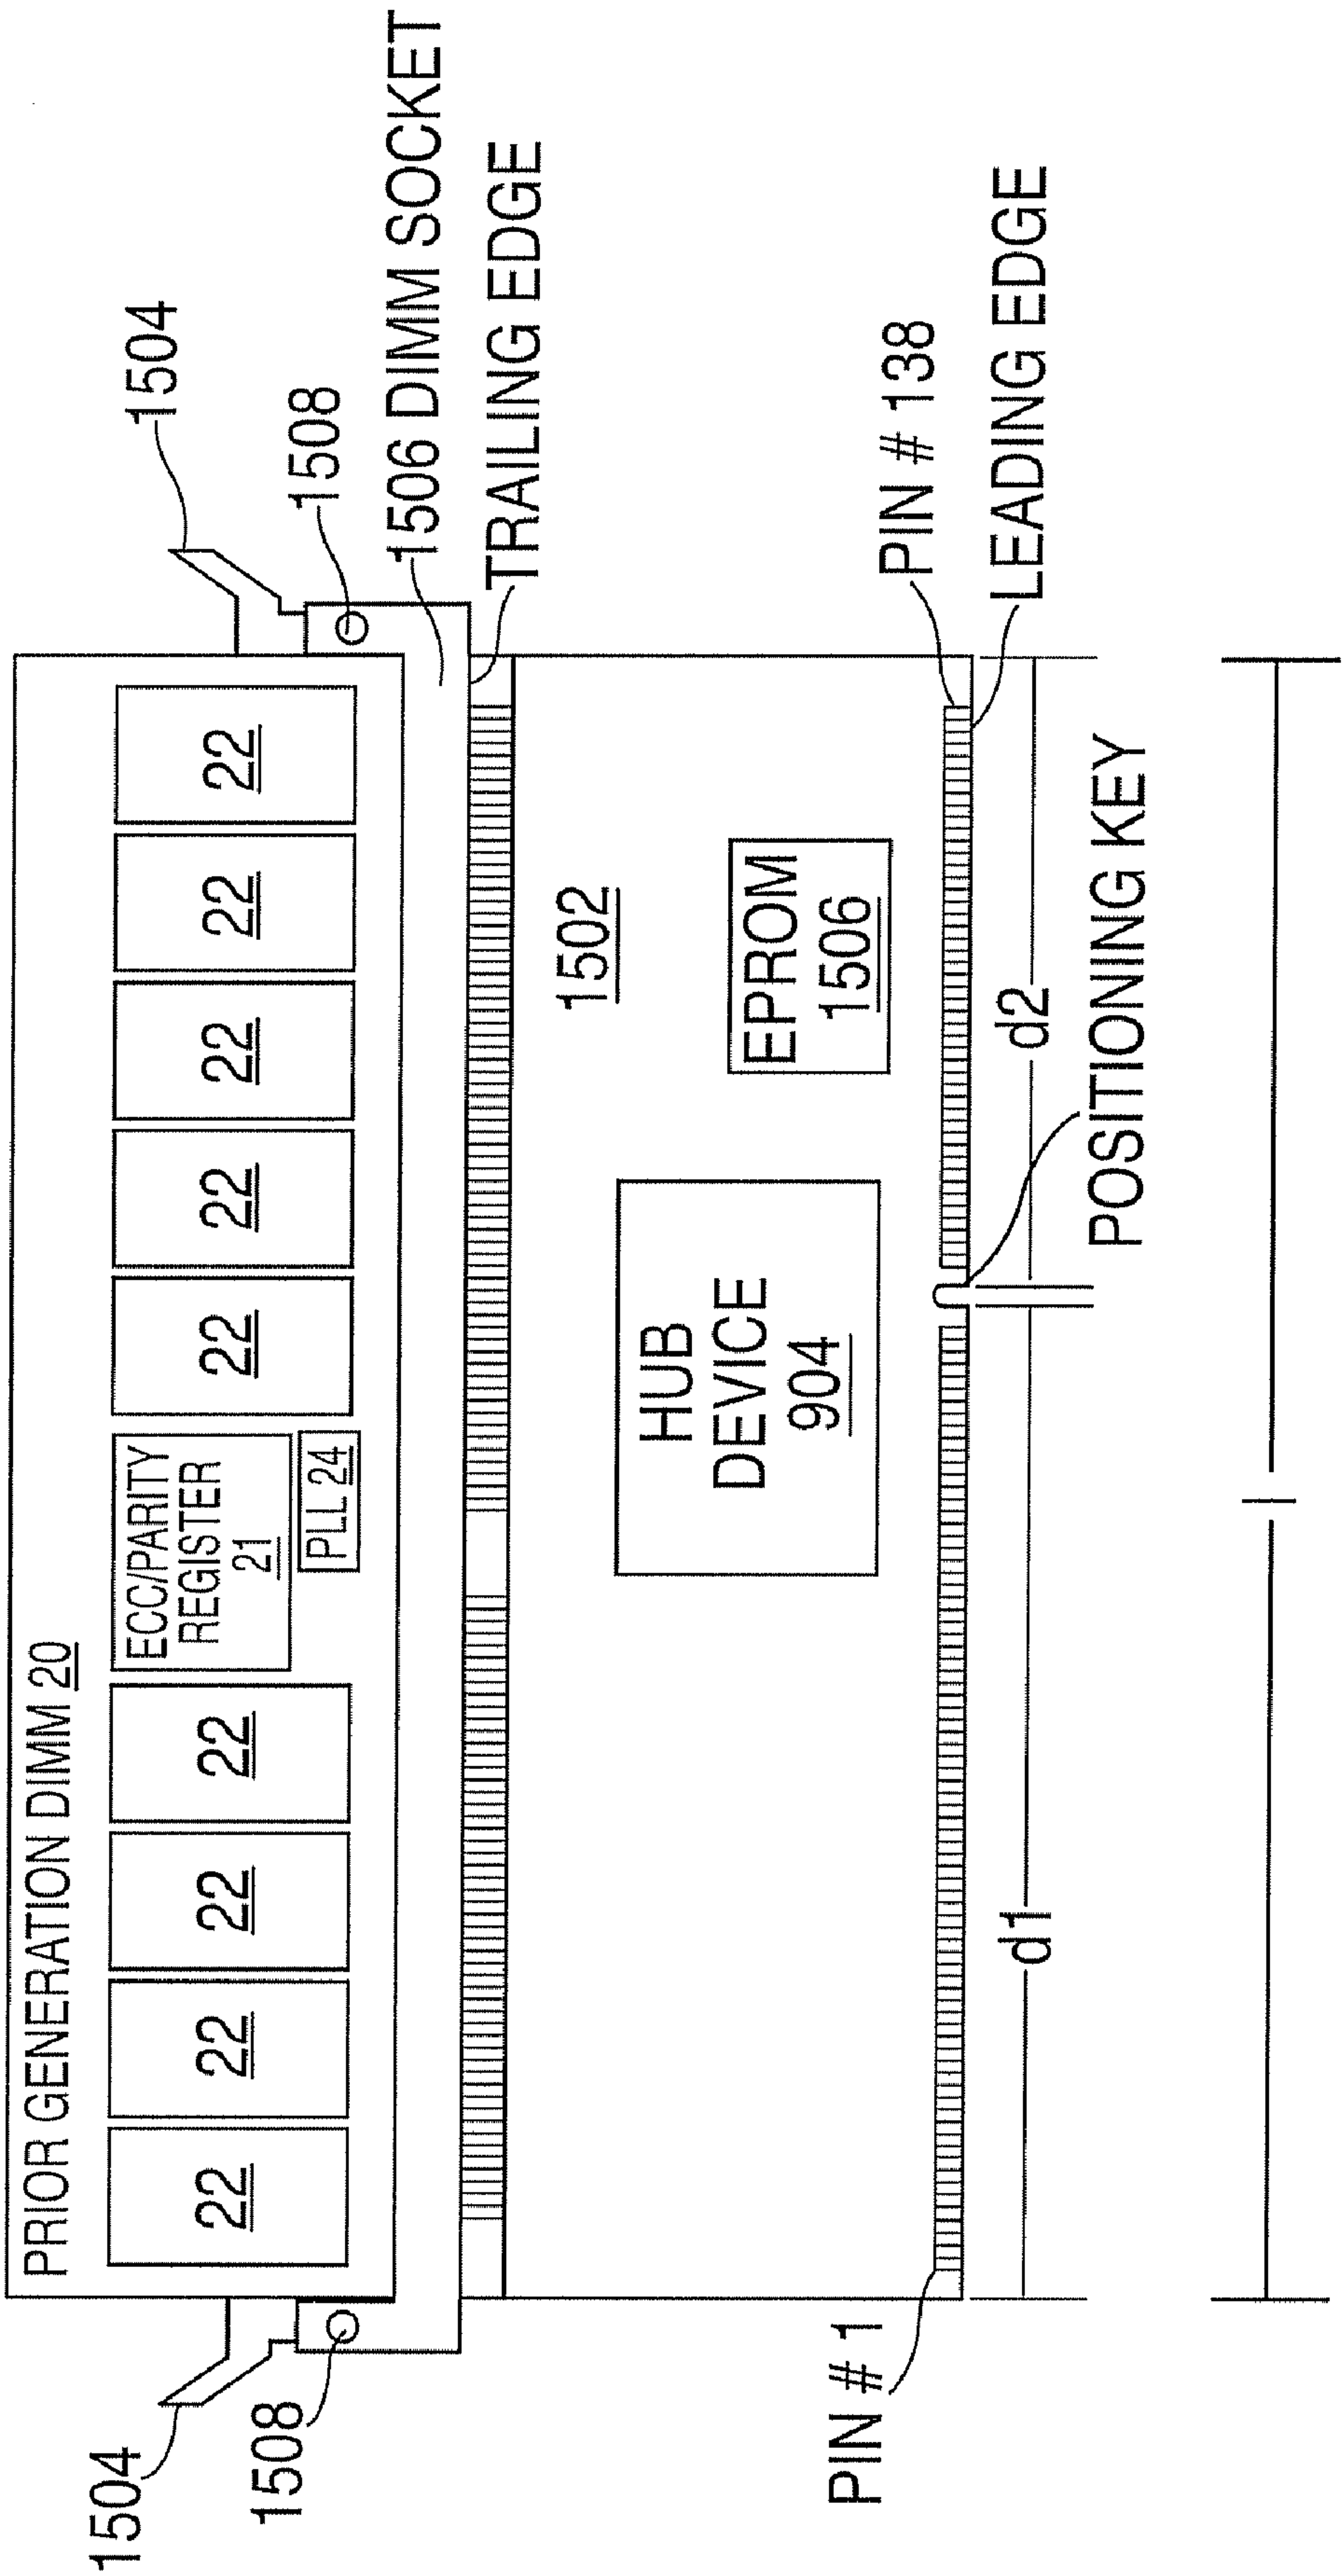 PRIOR GENERATION DIMM 20
22
22
22
22
ECC/PARITY
REGISTER
21
PLL 24
22
22
22
22
22
1504
1504
1508
1508
1506 DIMM SOCKET
TRAILING EDGE
1502
HUB
DEVICE
904
EPROM
1506
PIN # 1
PIN # 138
LEADING EDGE
d1
d2
POSITIONING KEY
l